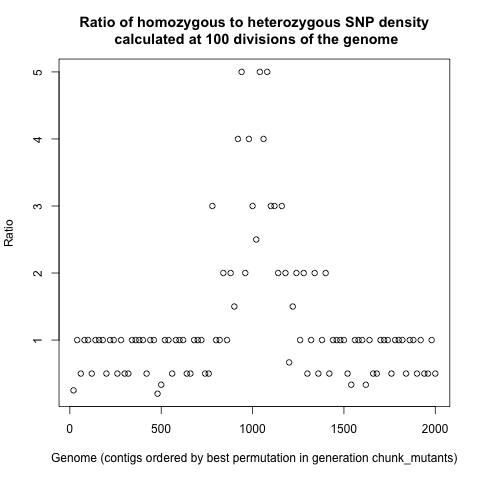 Ratio of homozygous to heterozygous SNP density
calculated at 100 divisions of the genome
5
4
3
2
1
Ratio
0 500 1000 1500 2000
Genome (contigs ordered by best permutation in generation chunk_mutants)